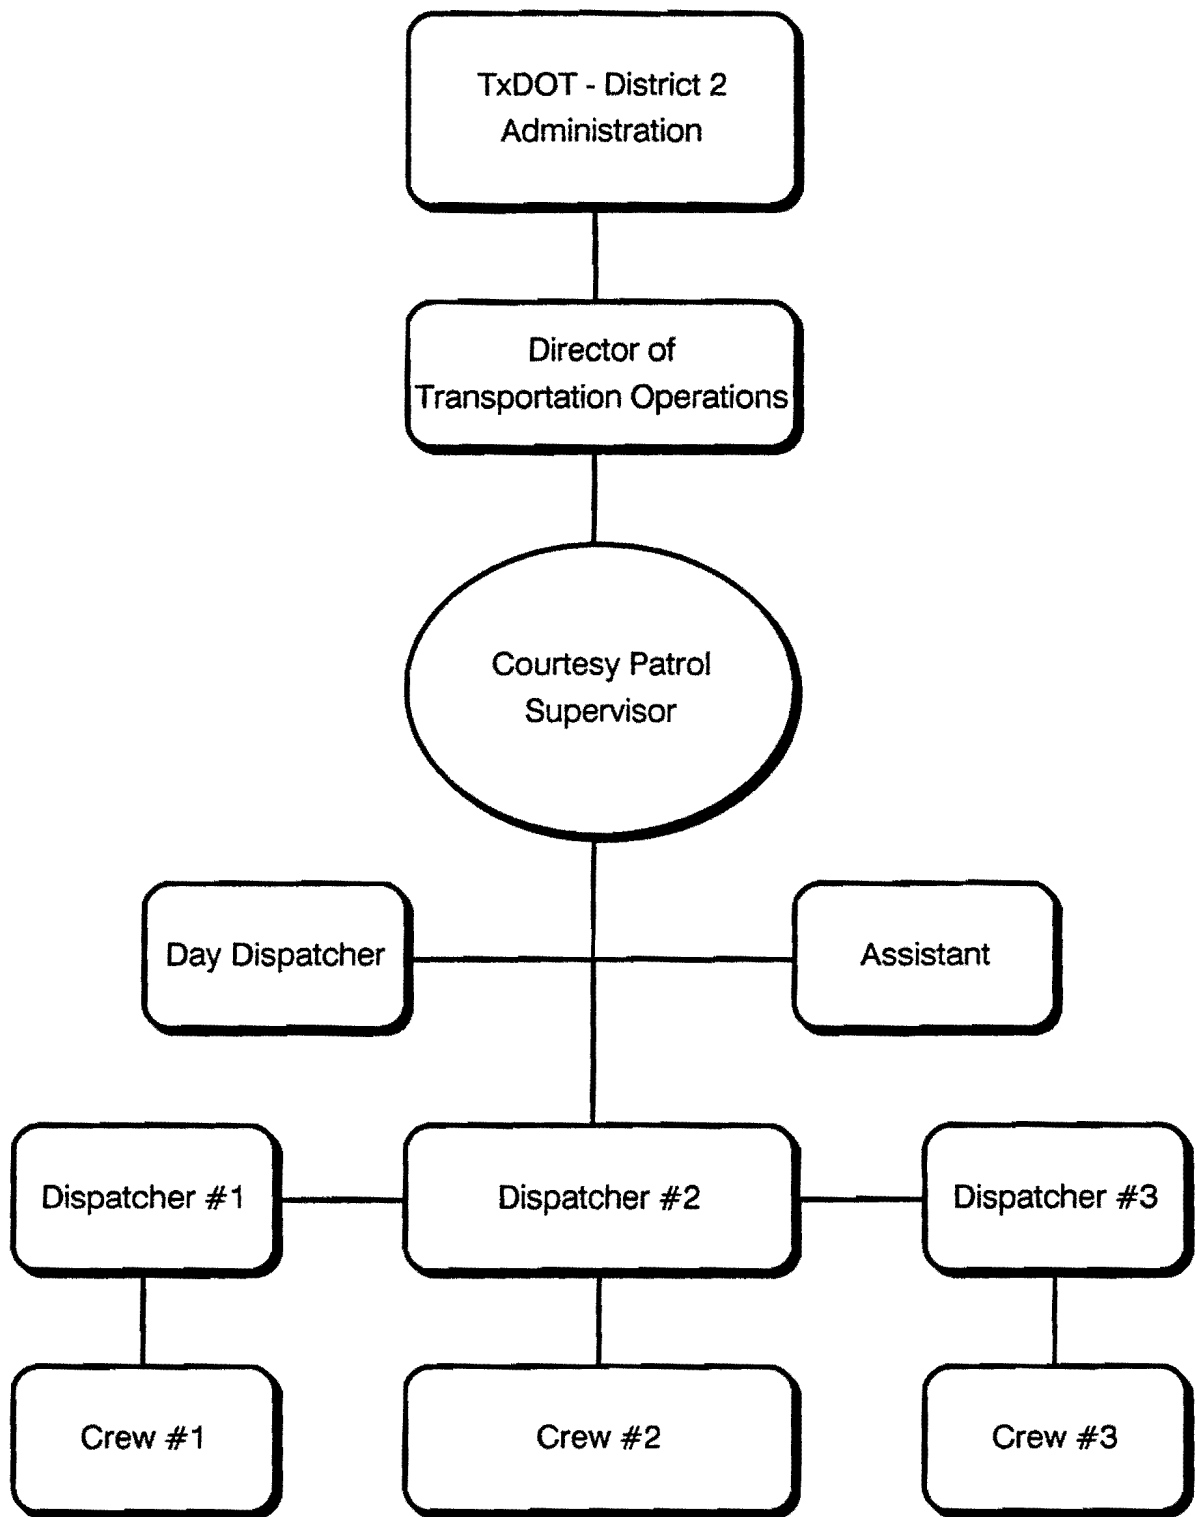 TxDOT - District 2
Administration
Director of
Transportation Operations
Courtesy Patrol
Supervisor
Day Dispatcher
Assistant
Dispatcher #1
Dispatcher #2
Dispatcher #3
Crew #1
Crew #2
Crew #3